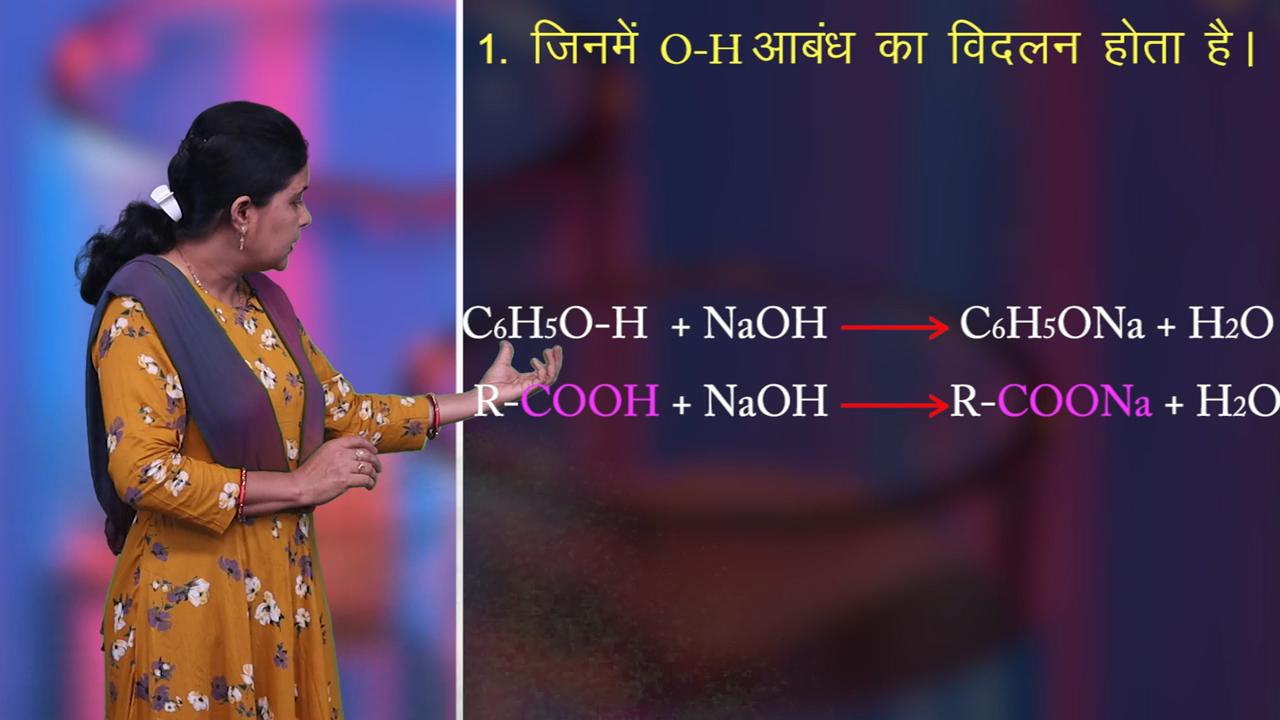 1. जिनमें O-H आबंध का विदलन होता है।
C6H5O-H + NaOH → C6H5ONa + H2O
R-COOH + NaOH → R-COONa + H2O